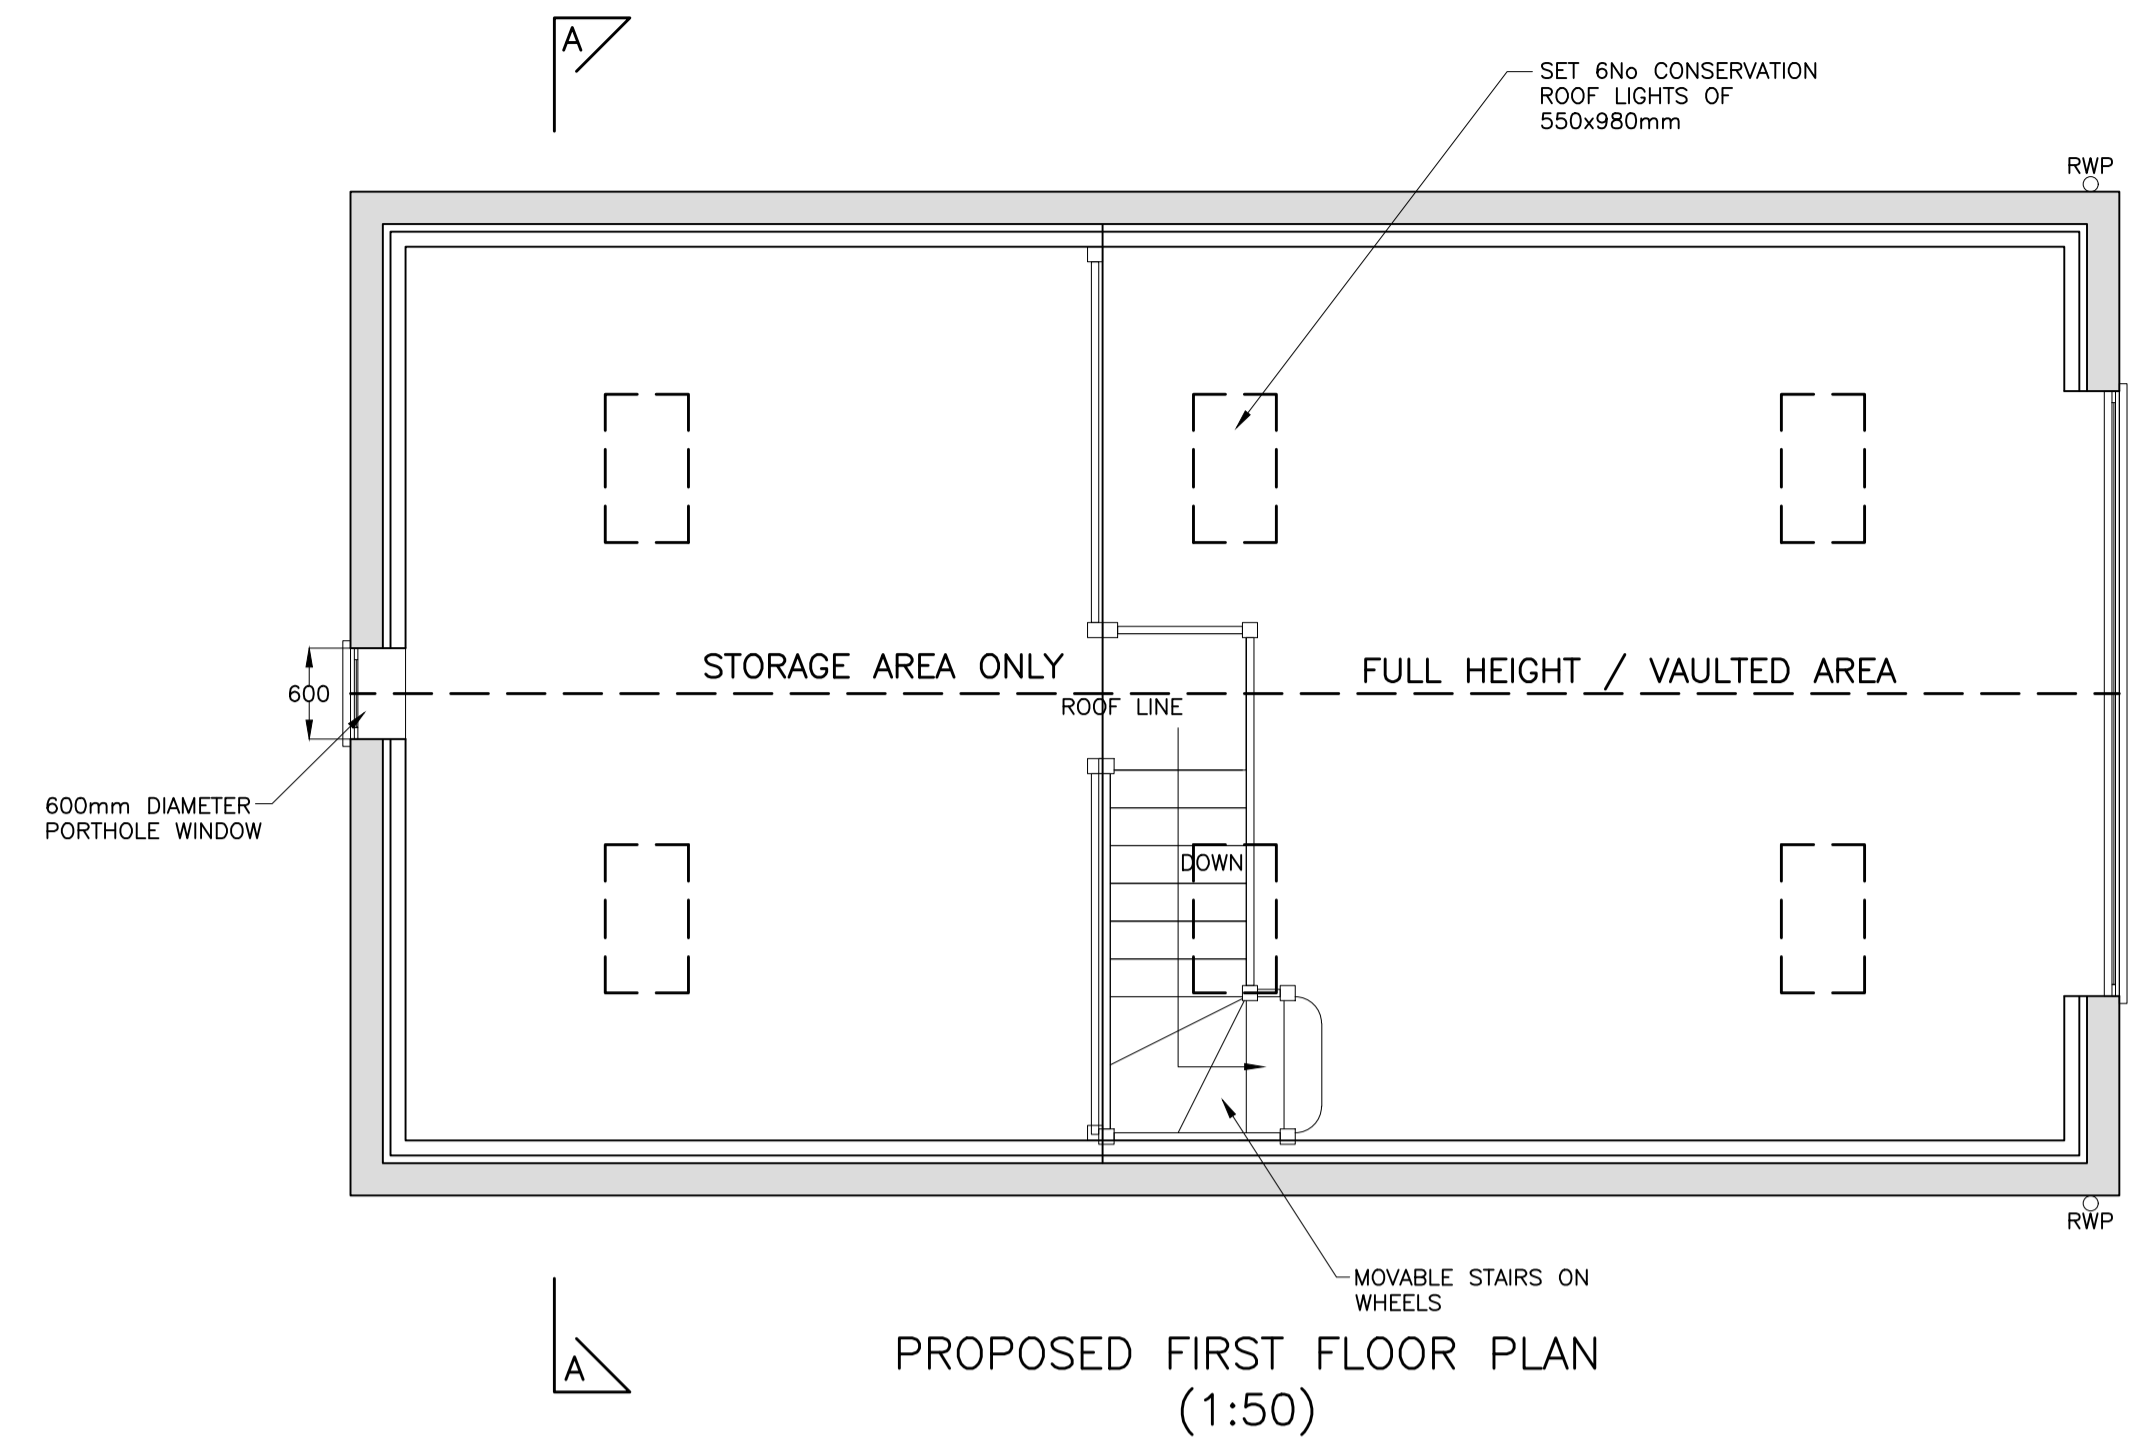 A
SET 6No CONSERVATION
ROOF LIGHTS OF
550x980mm
RWP
STORAGE AREA ONLY
FULL HEIGHT / VAULTED AREA
600
ROOF LINE
600mm DIAMETER
PORTHOLE WINDOW
DOWN
RWP
MOVABLE STAIRS ON
WHEELS
A
PROPOSED FIRST FLOOR PLAN
(1:50)